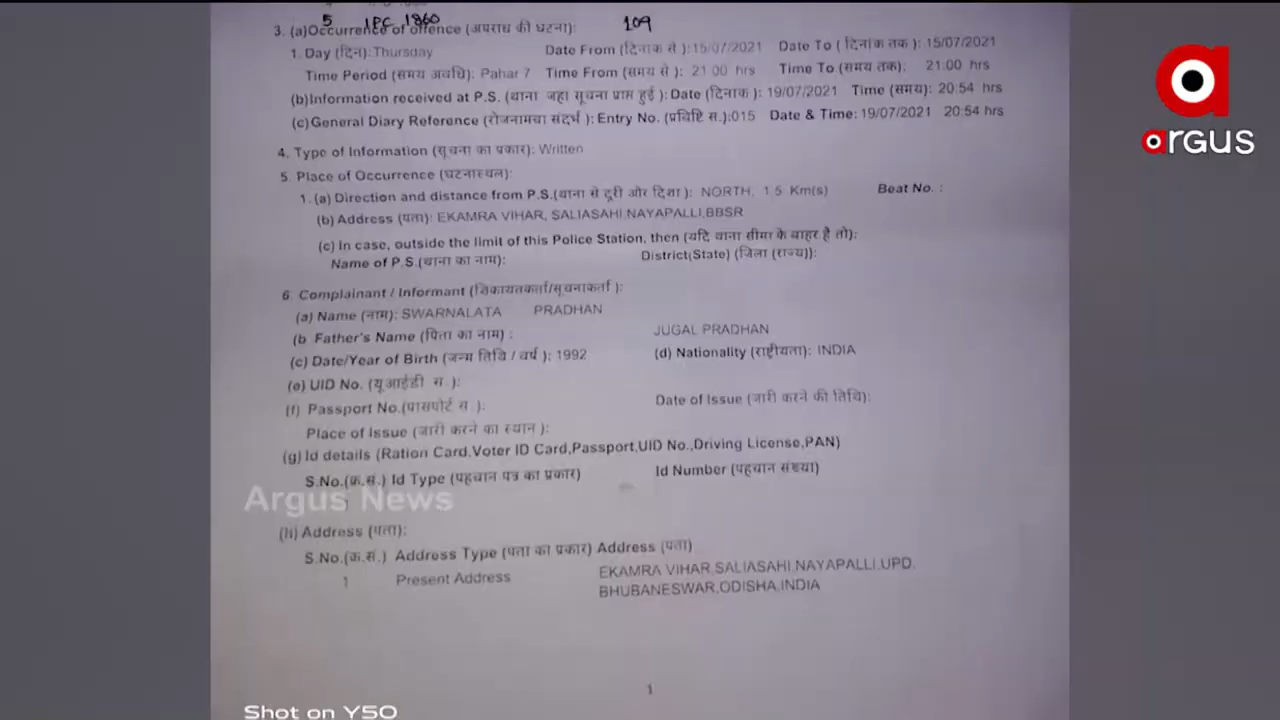 5 IPC 1860 109
3. (a)Occurrence of offence (अपराध की घटना):
1. Day (दिन): Thursday Date From (दिनांक से ): 15/07/2021 Date To ( दिनांक तक ): 15/07/2021
Time Period (समय अवधि): Pahar 7 Time From (समय से ): 21:00 hrs Time To (समय तक): 21:00 hrs
(b)Information received at P.S. (थाना जहा सूचना प्राप्त हुई ): Date (दिनाक ): 19/07/2021 Time (समय): 20:54 hrs
(c)General Diary Reference (रोजनामचा संदर्भ ): Entry No. (प्रविष्टि स.):015 Date & Time: 19/07/2021 20:54 hrs
4. Type of Information (सूचना का प्रकार): Written
5. Place of Occurrence (घटनास्थल):
1. (a) Direction and distance from P.S.(थाना से दूरी ओर दिशा ): NORTH, 1.5 Km(s) Beat No. :
(b) Address (पता): EKAMRA VIHAR, SALIASAHI,NAYAPALLI,BBSR
(c) In case, outside the limit of this Police Station, then (यदि थाना सीमा के बाहर है तो):
Name of P.S.(थाना का नाम): District(State) (जिला (राज्य)):
6. Complainant / Informant (शिकायतकर्ता/सूचनाकर्ता ):
(a) Name (नाम): SWARNALATA PRADHAN
(b Father's Name (पिता का नाम) : JUGAL PRADHAN
(c) Date/Year of Birth (जन्म तिथि / वर्ष ): 1992 (d) Nationality (राष्ट्रीयता): INDIA
(e) UID No. (यूआईडी स .):
(f) Passport No.(पासपोर्ट स .): Date of Issue (जारी करने की तिथि):
Place of Issue (जारी करने का स्थान ):
(g) Id details (Ration Card,Voter ID Card,Passport,UID No.,Driving License,PAN)
S.No.(क्र.सं.) Id Type (पहचान पत्र का प्रकार) Id Number (पहचान संख्या)
1
(h) Address (पता):
S.No.(क्र.सं.) Address Type (पता का प्रकार) Address (पता)
1 Present Address EKAMRA VIHAR,SALIASAHI,NAYAPALLI,UPD,
BHUBANESWAR,ODISHA,INDIA
1
Shot on Y50
Argus News
argus